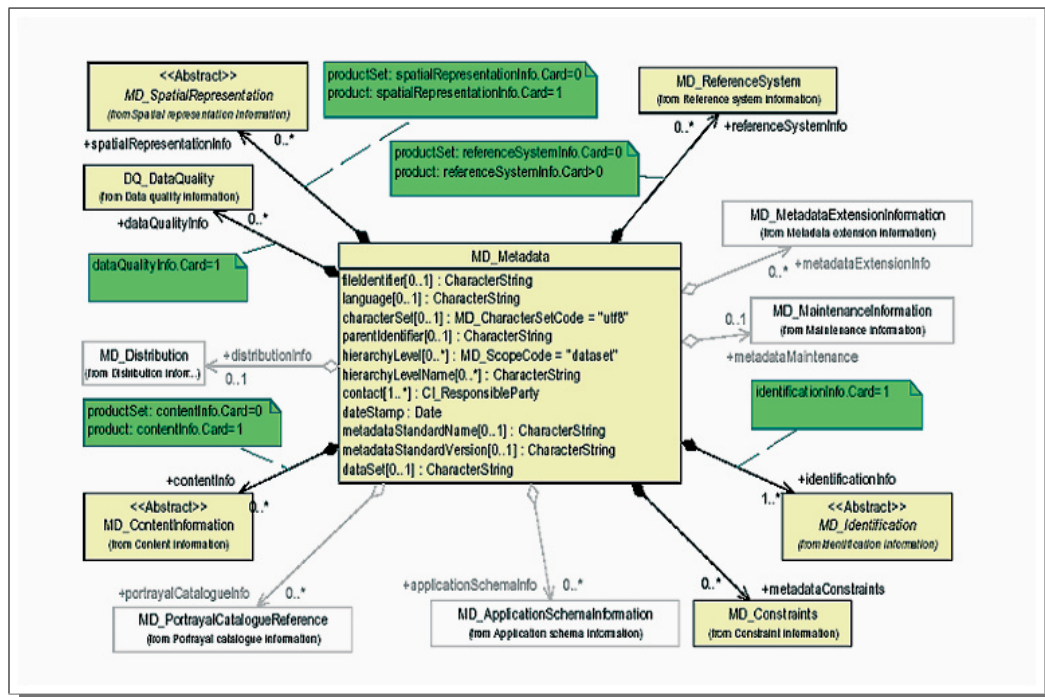 <<Abstract>>
MD_SpatialRepresentation
(from Spatial representation information)
productSet: spatialRepresentationInfo.Card=0
product: spatialRepresentationInfo.Card=1
MD_ReferenceSystem
(from Reference system information)
0..*
+spatialRepresentationInfo
0..*
+referenceSystemInfo
productSet: referenceSystemInfo.Card=0
product: referenceSystemInfo.Card>0
DQ_DataQuality
(from Data quality information)
+dataQualityInfo
0..*
dataQualityInfo.Card=1
MD_MetadataExtensionInformation
(from Metadata extension information)
0..*
+metadataExtensionInfo
MD_Metadata
fileIdentifier[0..1] : CharacterString
language[0..1] : CharacterString
characterSet[0..1] : MD_CharacterSetCode = "utf8"
parentIdentifier[0..1] : CharacterString
hierarchyLevel[0..*] : MD_ScopeCode = "dataset"
hierarchyLevelName[0..*] : CharacterString
contact[1..*] : CI_ResponsibleParty
dateStamp : Date
metadataStandardName[0..1] : CharacterString
metadataStandardVersion[0..1] : CharacterString
dataSet[0..1] : CharacterString
0..1
MD_MaintenanceInformation
(from Maintenance information)
+metadataMaintenance
MD_Distribution
(from Distribution inforr...)
+distributionInfo
0..1
productSet: contentInfo.Card=0
product: contentInfo.Card=1
identificationInfo.Card=1
+contentInfo
0..*
<<Abstract>>
MD_ContentInformation
(from Content information)
+identificationInfo
1..*
<<Abstract>>
MD_Identification
(from Identification information)
+portrayalCatalogueInfo
0..*
MD_PortrayalCatalogueReference
(from Portrayal catalogue information)
+applicationSchemaInfo
0..*
MD_ApplicationSchemaInformation
(from Application schema information)
0..*
+metadataConstraints
MD_Constraints
(from Constraint information)